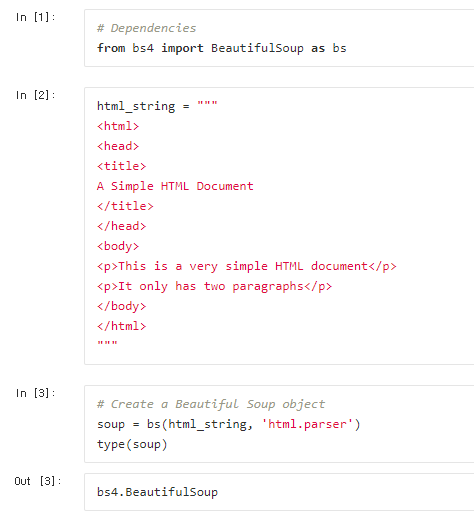 In [1]:
# Dependencies
from bs4 import BeautifulSoup as bs
In [2]:
html_string = """
<html>
<head>
<title>
A Simple HTML Document
</title>
</head>
<body>
<p>This is a very simple HTML document</p>
<p>It only has two paragraphs</p>
</body>
</html>
"""
In [3]:
# Create a Beautiful Soup object
soup = bs(html_string, 'html.parser')
type(soup)
Out [3]:
bs4.BeautifulSoup